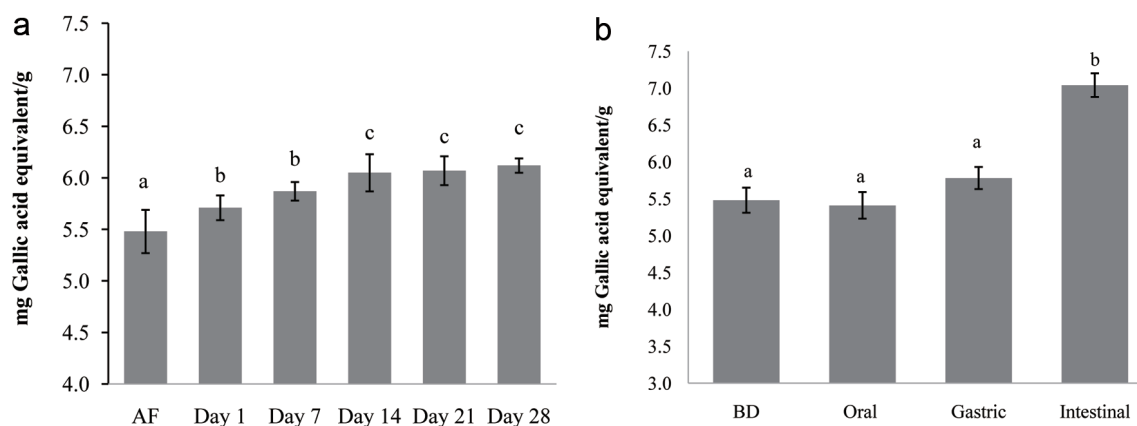 a
mg Gallic acid equivalent/g
7.5
7.0
6.5
6.0
5.5
5.0
4.5
4.0
a
b
b
c
c
c
AF Day 1 Day 7 Day 14 Day 21 Day 28
b
mg Gallic acid equivalent/g
7.5
7.0
6.5
6.0
5.5
5.0
4.5
4.0
3.5
3.0
a
a
a
b
BD Oral Gastric Intestinal